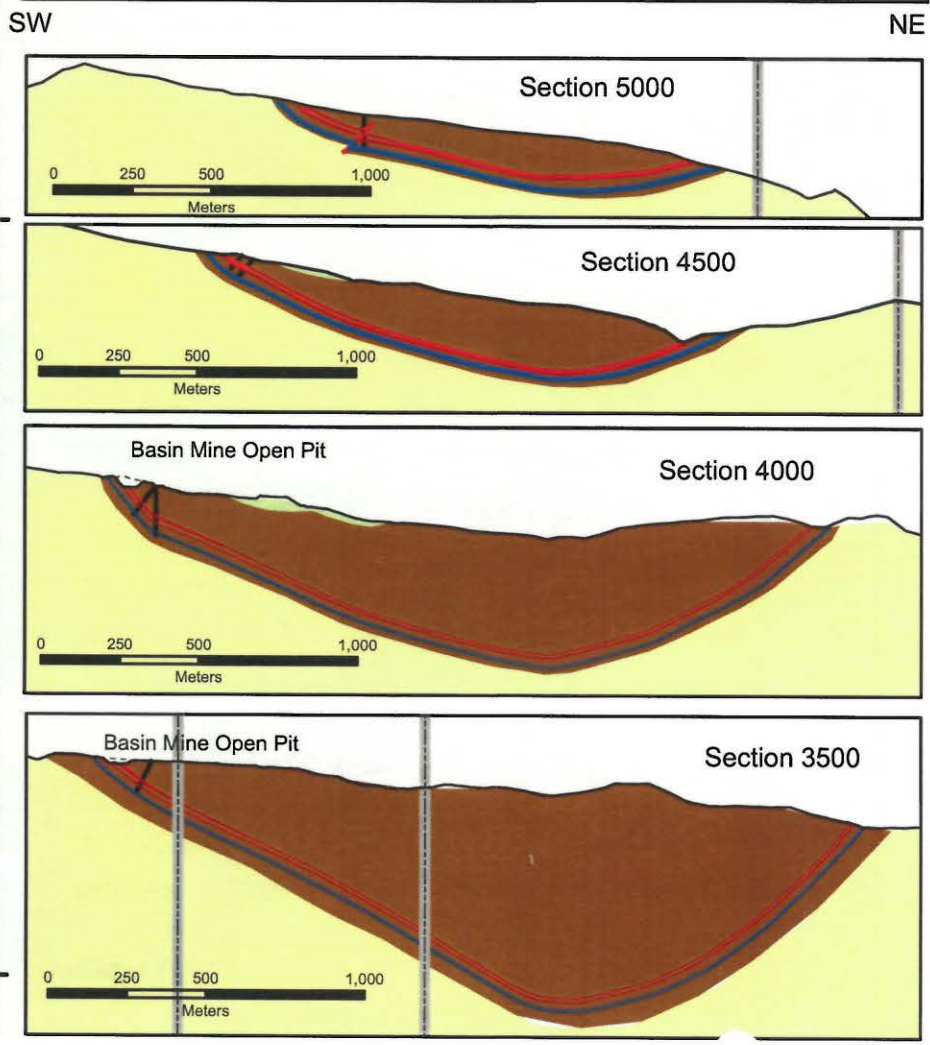 SW NE
Section 5000
0 250 500 1,000
Meters
Section 4500
0 250 500 1,000
Meters
Basin Mine Open Pit
Section 4000
0 250 500 1,000
Meters
Basin Mine Open Pit
Section 3500
0 250 500 1,000
Meters